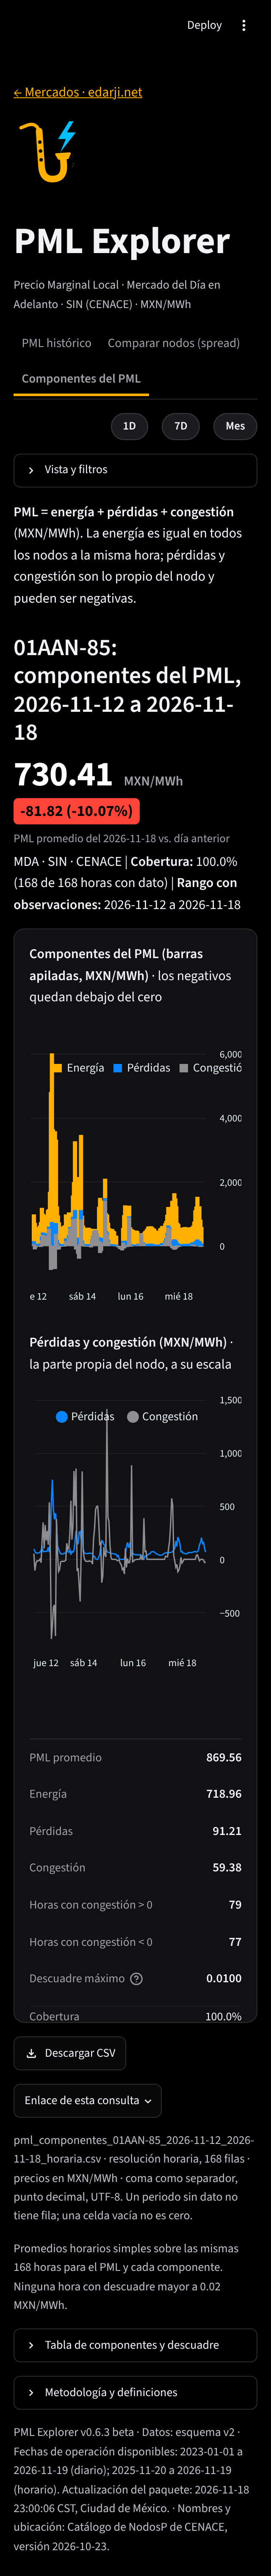 Deploy
← Mercados · edarji.net
PML Explorer
Precio Marginal Local · Mercado del Día en
Adelanto · SIN (CENACE) · MXN/MWh
PML histórico Comparar nodos (spread)
Componentes del PML
1D 7D Mes
Vista y filtros
PML = energía + pérdidas + congestión
(MXN/MWh). La energía es igual en todos
los nodos a la misma hora; pérdidas y
congestión son lo propio del nodo y
pueden ser negativas.
01AAN-85:
componentes del PML,
2026-11-12 a 2026-11-
18
730.41 MXN/MWh
-81.82 (-10.07%)
PML promedio del 2026-11-18 vs. día anterior
MDA · SIN · CENACE | Cobertura: 100.0%
(168 de 168 horas con dato) | Rango con
observaciones: 2026-11-12 a 2026-11-18
Componentes del PML (barras
apiladas, MXN/MWh) · los negativos
quedan debajo del cero
6,000
Energía Pérdidas Congestió
4,000
2,000
0
e 12 sáb 14 lun 16 mié 18
Pérdidas y congestión (MXN/MWh) ·
la parte propia del nodo, a su escala
1,500
Pérdidas Congestión
1,000
500
0
−500
jue 12 sáb 14 lun 16 mié 18
PML promedio 869.56
Energía 718.96
Pérdidas 91.21
Congestión 59.38
Horas con congestión > 0 79
Horas con congestión < 0 77
Descuadre máximo 0.0100
Cobertura 100.0%
Descargar CSV
Enlace de esta consulta
pml_componentes_01AAN-85_2026-11-12_2026-
11-18_horaria.csv · resolución horaria, 168 filas ·
precios en MXN/MWh · coma como separador,
punto decimal, UTF-8. Un periodo sin dato no
tiene fila; una celda vacía no es cero.
Promedios horarios simples sobre las mismas
168 horas para el PML y cada componente.
Ninguna hora con descuadre mayor a 0.02
MXN/MWh.
Tabla de componentes y descuadre
Metodología y definiciones
PML Explorer v0.6.3 beta · Datos: esquema v2 ·
Fechas de operación disponibles: 2023-01-01 a
2026-11-19 (diario); 2025-11-20 a 2026-11-19
(horario). Actualización del paquete: 2026-11-18
23:00:06 CST, Ciudad de México. · Nombres y
ubicación: Catálogo de NodosP de CENACE,
versión 2026-10-23.